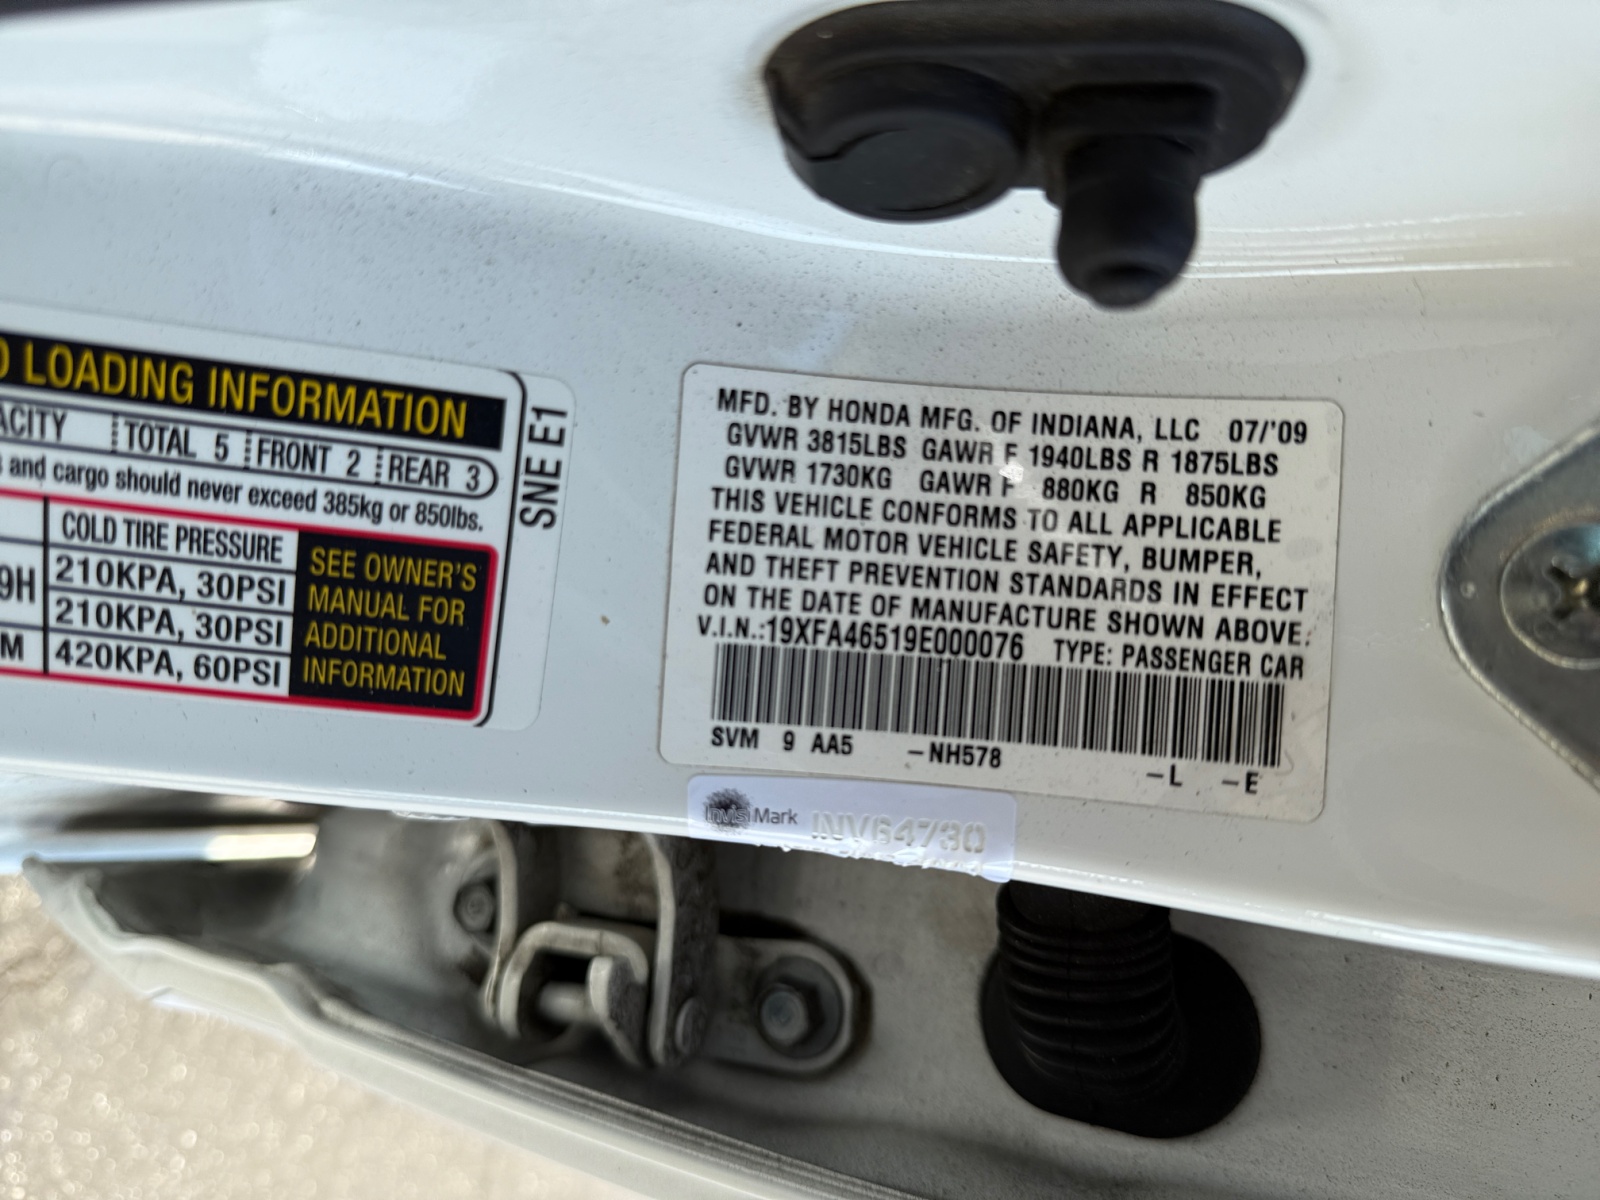 LOADING INFORMATION
TOTAL 5 FRONT 2 REAR 3
and cargo should never exceed 385kg or 850lbs.
COLD TIRE PRESSURE
210KPA, 30PSI
210KPA, 30PSI
420KPA, 60PSI
SEE OWNER'S
MANUAL FOR
ADDITIONAL
INFORMATION
SNE E1
MFD. BY HONDA MFG. OF INDIANA, LLC 07/'09
GVWR 3815LBS GAWR F 1940LBS R 1875LBS
GVWR 1730KG GAWR F 880KG R 850KG
THIS VEHICLE CONFORMS TO ALL APPLICABLE
FEDERAL MOTOR VEHICLE SAFETY, BUMPER,
AND THEFT PREVENTION STANDARDS IN EFFECT
ON THE DATE OF MANUFACTURE SHOWN ABOVE.
V.I.N.:19XFA46519E000076 TYPE: PASSENGER CAR
SVM 9 AA5 -NH578 -L -E
invis Mark INV64730